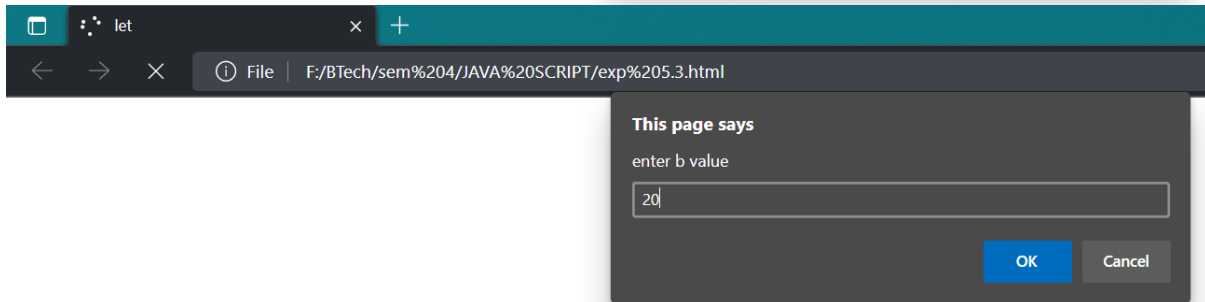 let
File F:/BTech/sem%204/JAVA%20SCRIPT/exp%205.3.html
This page says
enter b value
20
OK Cancel